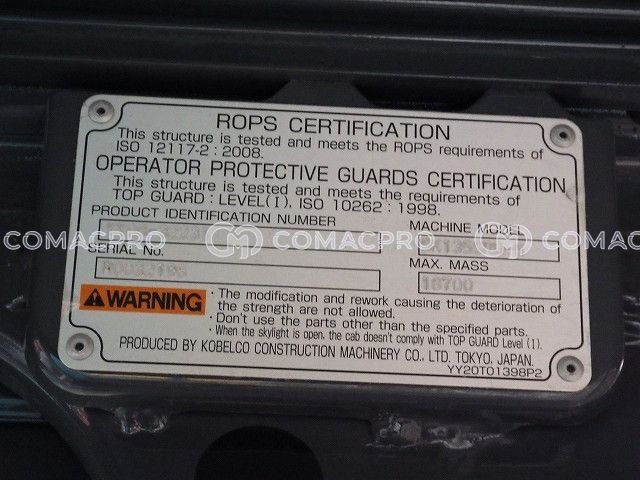 ROPS CERTIFICATION
This structure is tested and meets the ROPS requirements of
ISO 12117-2 : 2008.
OPERATOR PROTECTIVE GUARDS CERTIFICATION
This structure is tested and meets the requirements of
TOP GUARD : LEVEL(I). ISO 10262 : 1998.
PRODUCT IDENTIFICATION NUMBER
MACHINE MODEL
COMACPRO COMACPRO COMACPRO
SERIAL No.
MAX. MASS
16700
WARNING
・The modification and rework causing the deterioration of
the strength are not allowed.
・Don't use the parts other than the specified parts.
・When the skylight is open, the cab doesn't comply with TOP GUARD Level (I).
PRODUCED BY KOBELCO CONSTRUCTION MACHINERY CO., LTD. TOKYO, JAPAN.
YY20T01398P2